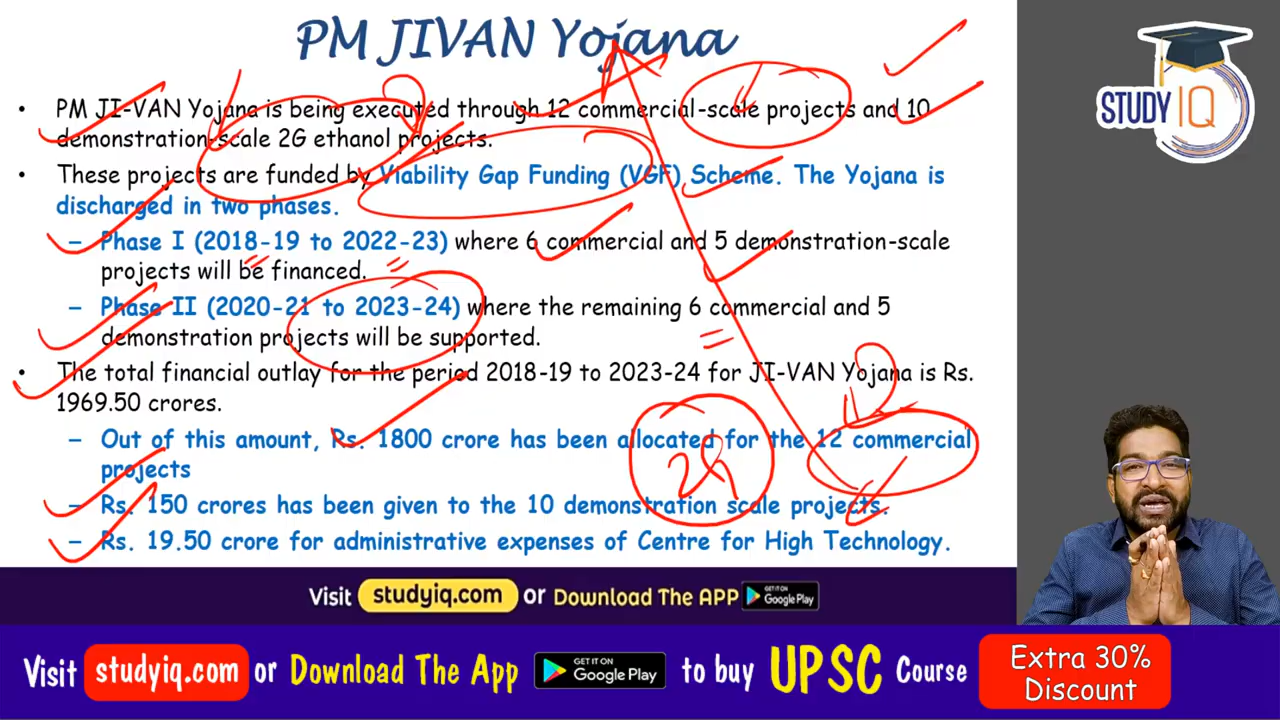 PM JIVAN Yojana
• PM JI-VAN Yojana is being executed through 12 commercial-scale projects and 10
demonstration-scale 2G ethanol projects.
• These projects are funded by Viability Gap Funding (VGF) Scheme. The Yojana is
discharged in two phases.
– Phase I (2018-19 to 2022-23) where 6 commercial and 5 demonstration-scale
projects will be financed.
– Phase II (2020-21 to 2023-24) where the remaining 6 commercial and 5
demonstration projects will be supported.
• The total financial outlay for the period 2018-19 to 2023-24 for JI-VAN Yojana is Rs.
1969.50 crores.
– Out of this amount, Rs. 1800 crore has been allocated for the 12 commercial
projects
– Rs. 150 crores has been given to the 10 demonstration scale projects.
– Rs. 19.50 crore for administrative expenses of Centre for High Technology.
STUDY IQ
2G
Visit studyiq.com or Download The APP GET IT ON Google Play
Visit studyiq.com or Download The App GET IT ON Google Play to buy UPSC Course
Extra 30%
Discount